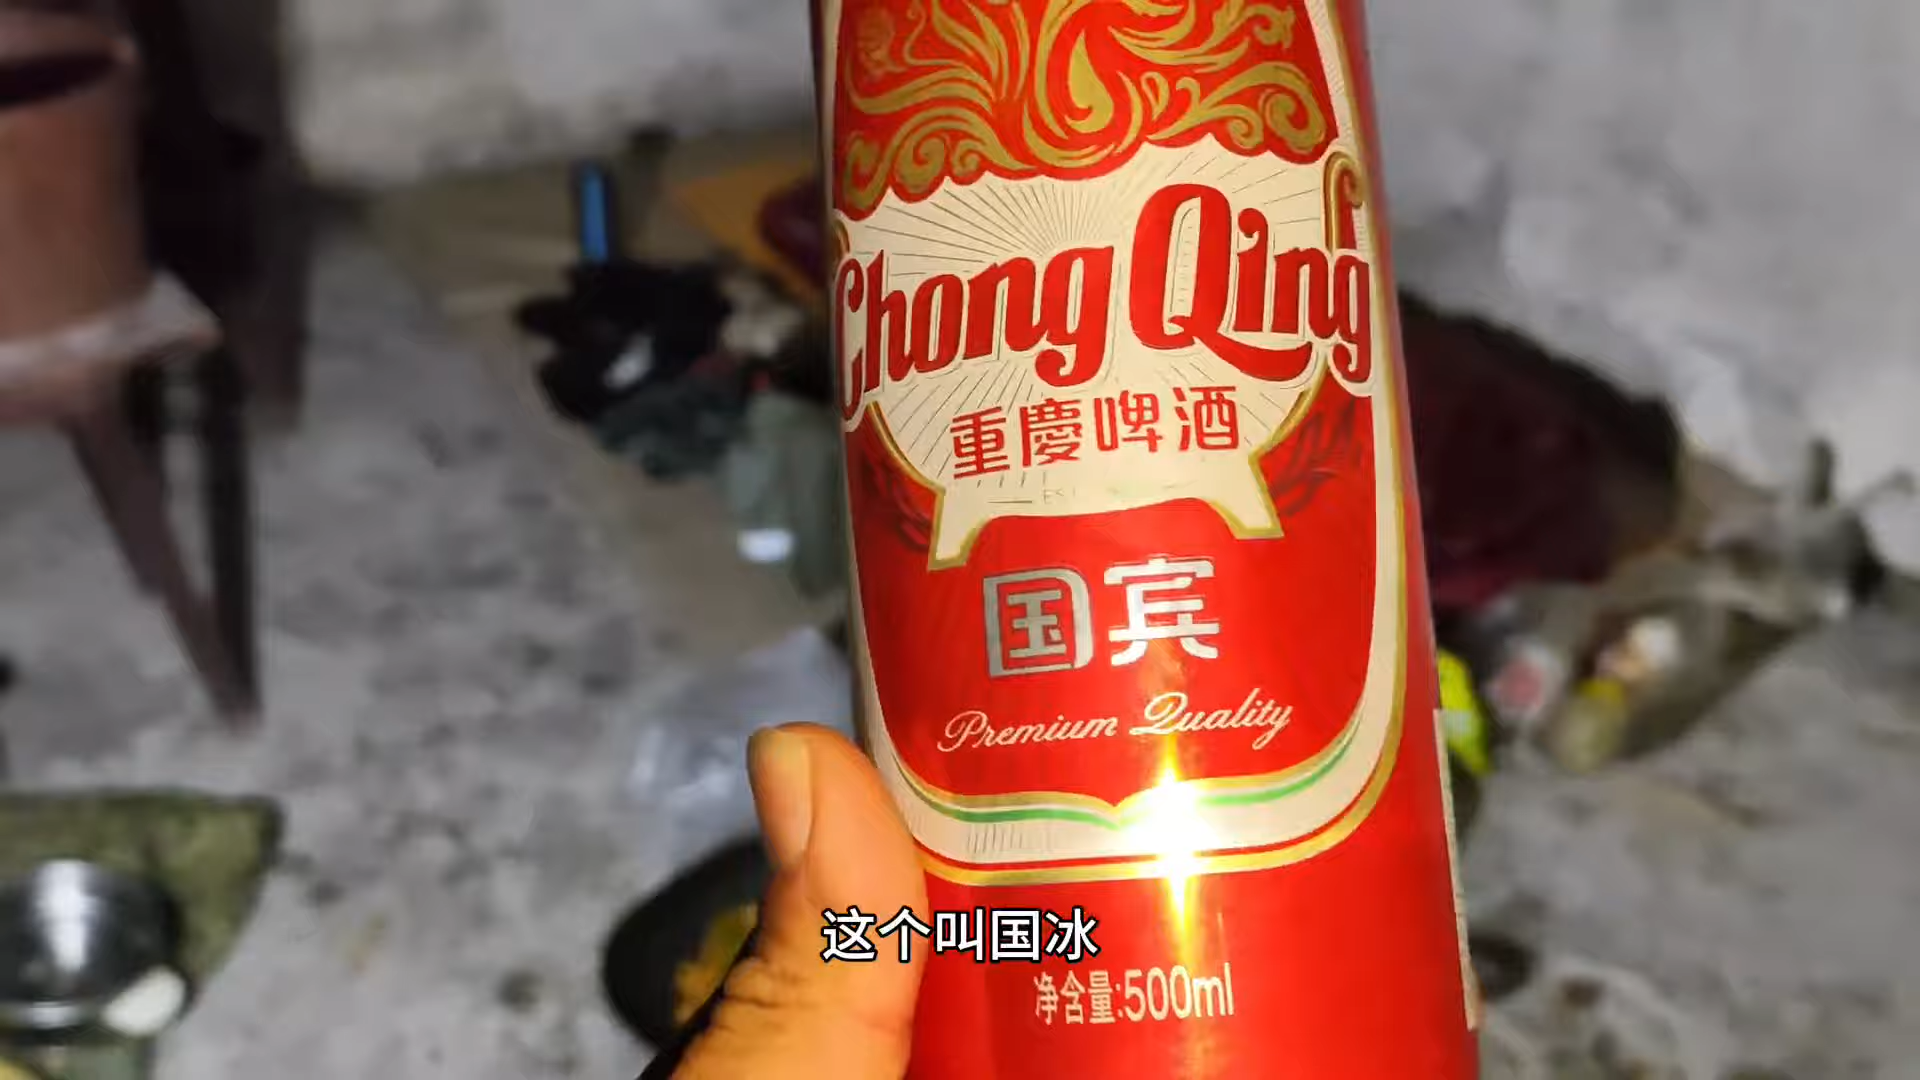 Chong Qing
重慶啤酒
国宾
Premium Quality
这个叫国冰
净含量:500ml